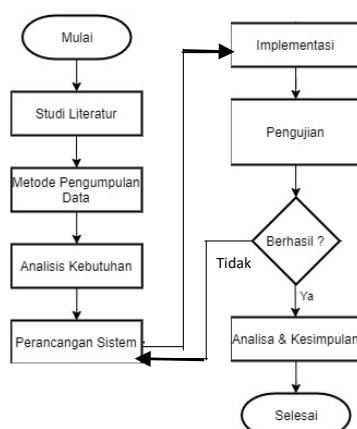 Mulai
Studi Literatur
Metode Pengumpulan
Data
Analisis Kebutuhan
Perancangan Sistem
Implementasi
Pengujian
Berhasil ?
Tidak
Ya
Analisa & Kesimpulan
Selesai